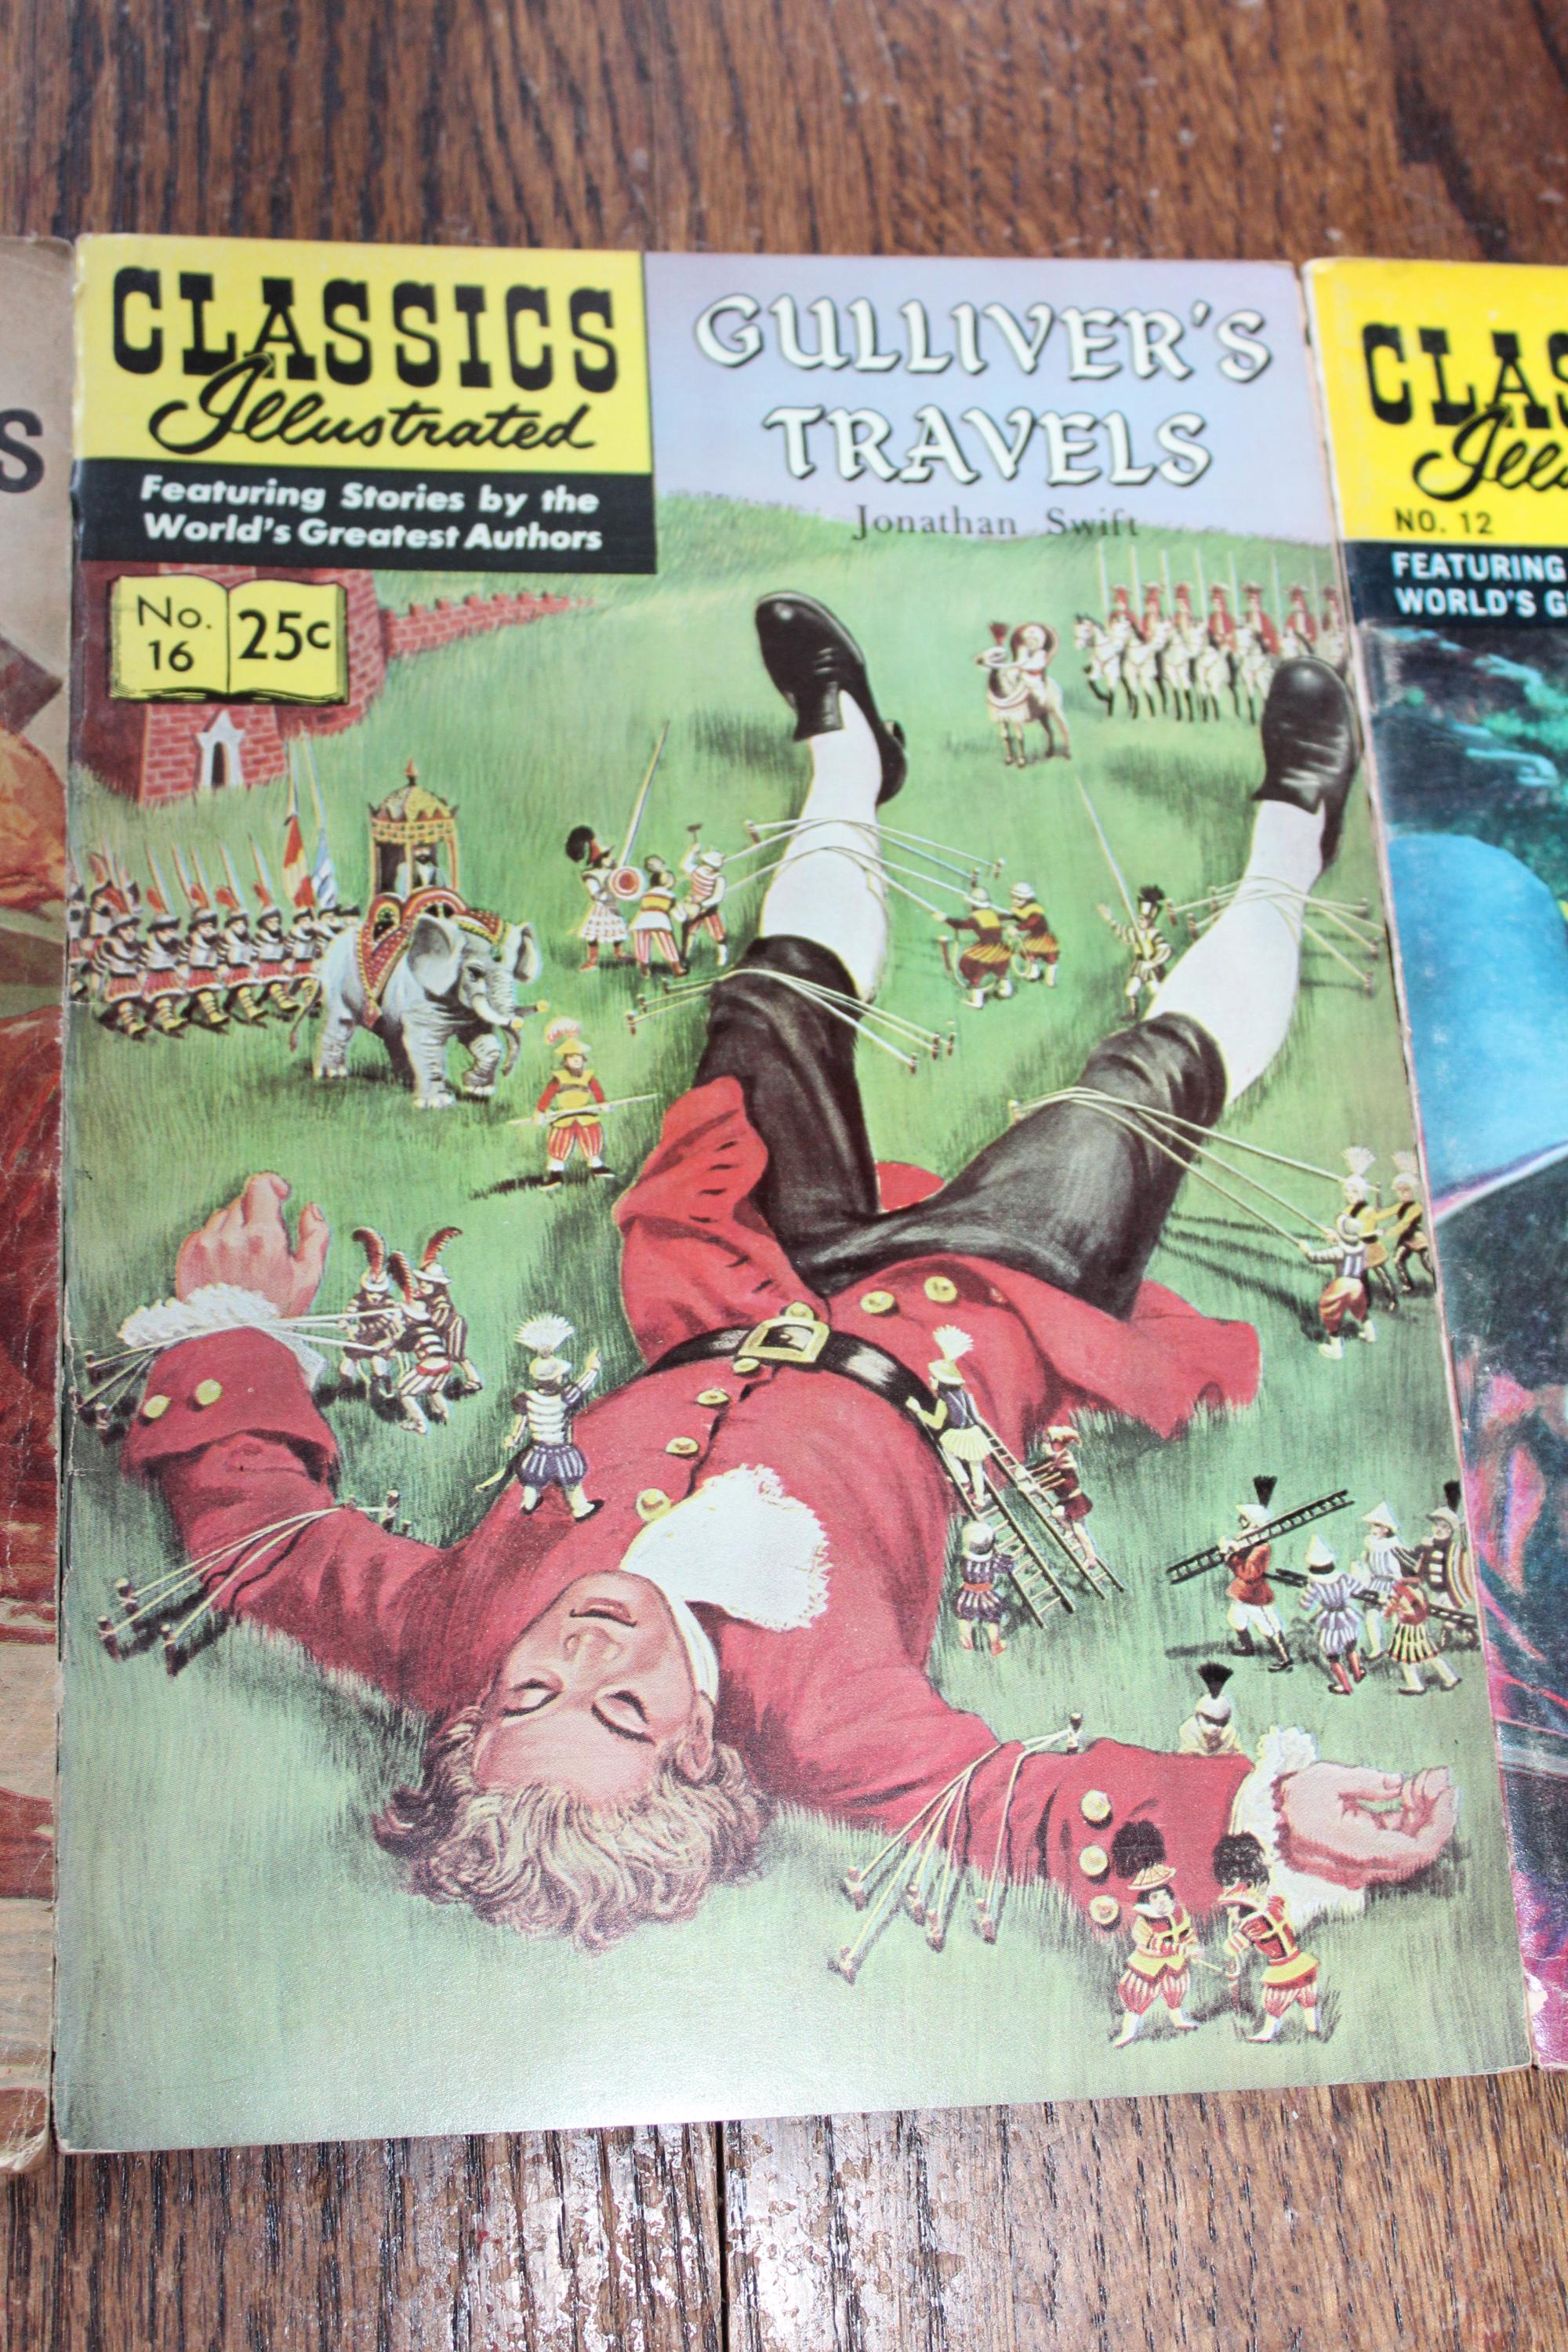 S
CLASSICS
Illustrated
Featuring Stories by the
World's Greatest Authors
No.
16
25c
GULLIVER'S
TRAVELS
Jonathan Swift
NO. 12
FEATURING